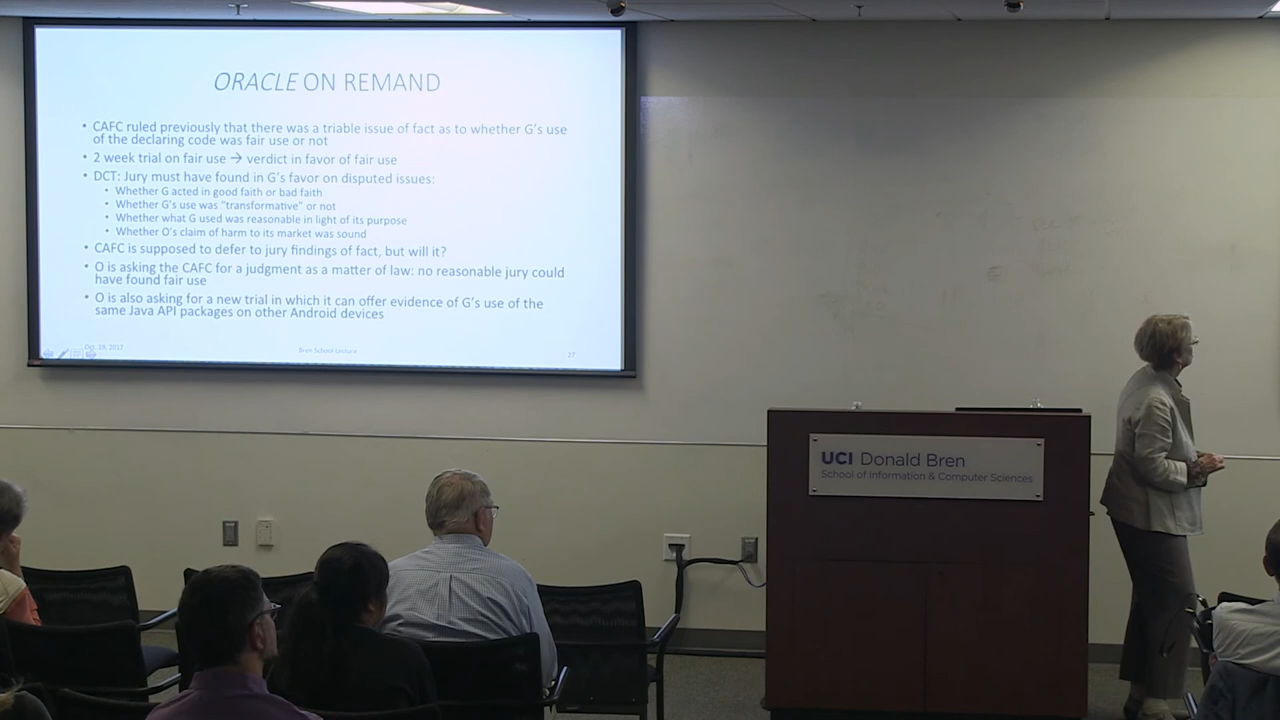 ORACLE ON REMAND
• CAFC ruled previously that there was a triable issue of fact as to whether G's use
of the declaring code was fair use or not
• 2 week trial on fair use → verdict in favor of fair use
• DCT: Jury must have found in G's favor on disputed issues:
• Whether G acted in good faith or bad faith
• Whether G's use was "transformative" or not
• Whether what G used was reasonable in light of its purpose
• Whether O's claim of harm to its market was sound
• CAFC is supposed to defer to jury findings of fact, but will it?
• O is asking the CAFC for a judgment as a matter of law: no reasonable jury could
have found fair use
• O is also asking for a new trial in which it can offer evidence of G's use of the
same Java API packages on other Android devices
Oct. 19, 2017
Bren School Lecture
27
UCI Donald Bren
School of Information & Computer Sciences